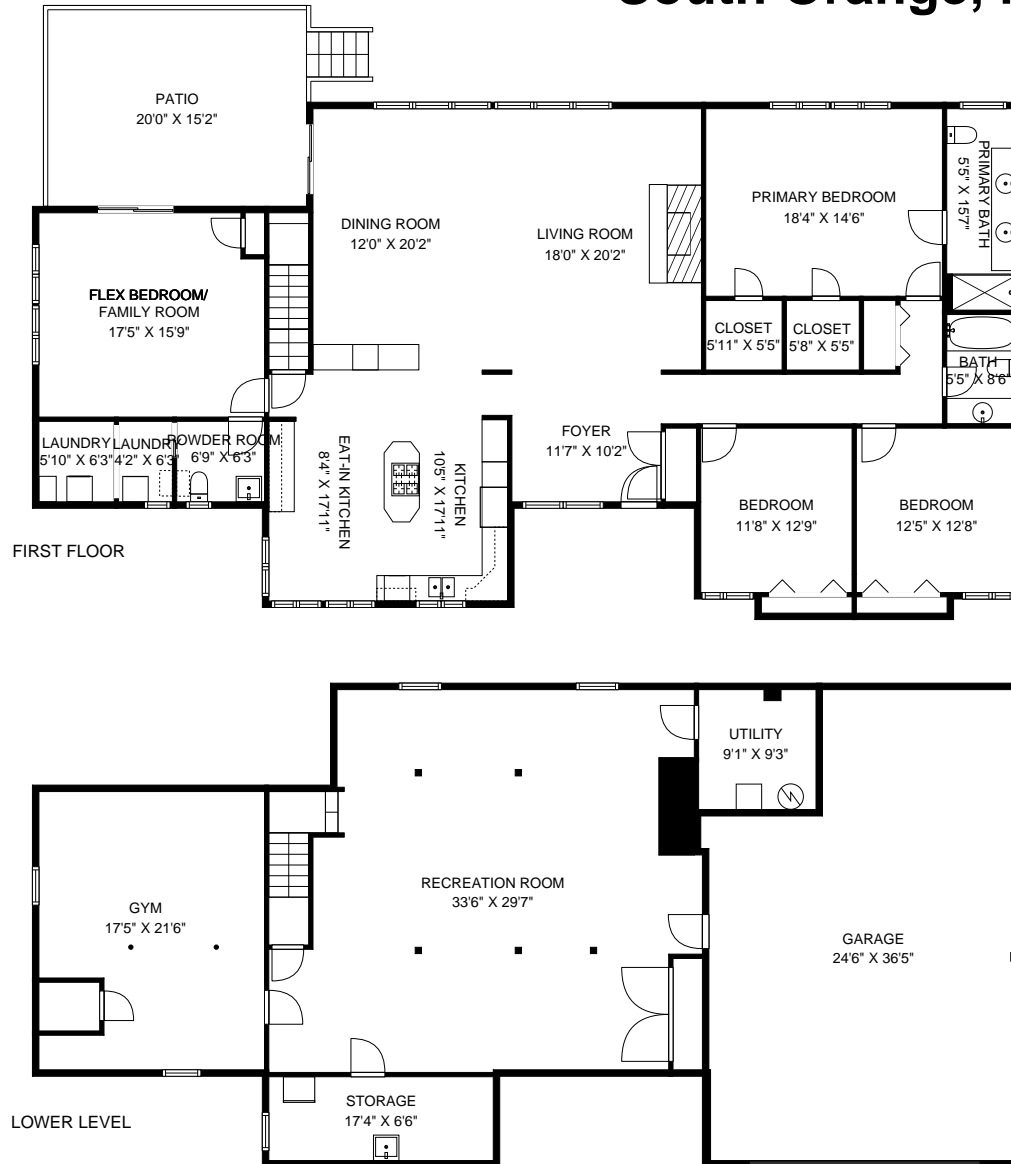 South Orange,
PATIO
20'0" X 15'2"
DINING ROOM
12'0" X 20'2"
LIVING ROOM
18'0" X 20'2"
PRIMARY BEDROOM
18'4" X 14'6"
PRIMARY BATH
5'5" X 15'7"
FLEX BEDROOM/
FAMILY ROOM
17'5" X 15'9"
CLOSET
5'11" X 5'5"
CLOSET
5'8" X 5'5"
BATH
5'5" X 8'6"
LAUNDRY
5'10" X 6'3"
LAUNDRY
4'2" X 6'3"
POWDER ROOM
6'9" X 6'3"
EAT-IN KITCHEN
8'4" X 17'11"
KITCHEN
10'5" X 17'11"
FOYER
11'7" X 10'2"
BEDROOM
11'8" X 12'9"
BEDROOM
12'5" X 12'8"
FIRST FLOOR
UTILITY
9'1" X 9'3"
GYM
17'5" X 21'6"
RECREATION ROOM
33'6" X 29'7"
GARAGE
24'6" X 36'5"
STORAGE
17'4" X 6'6"
LOWER LEVEL